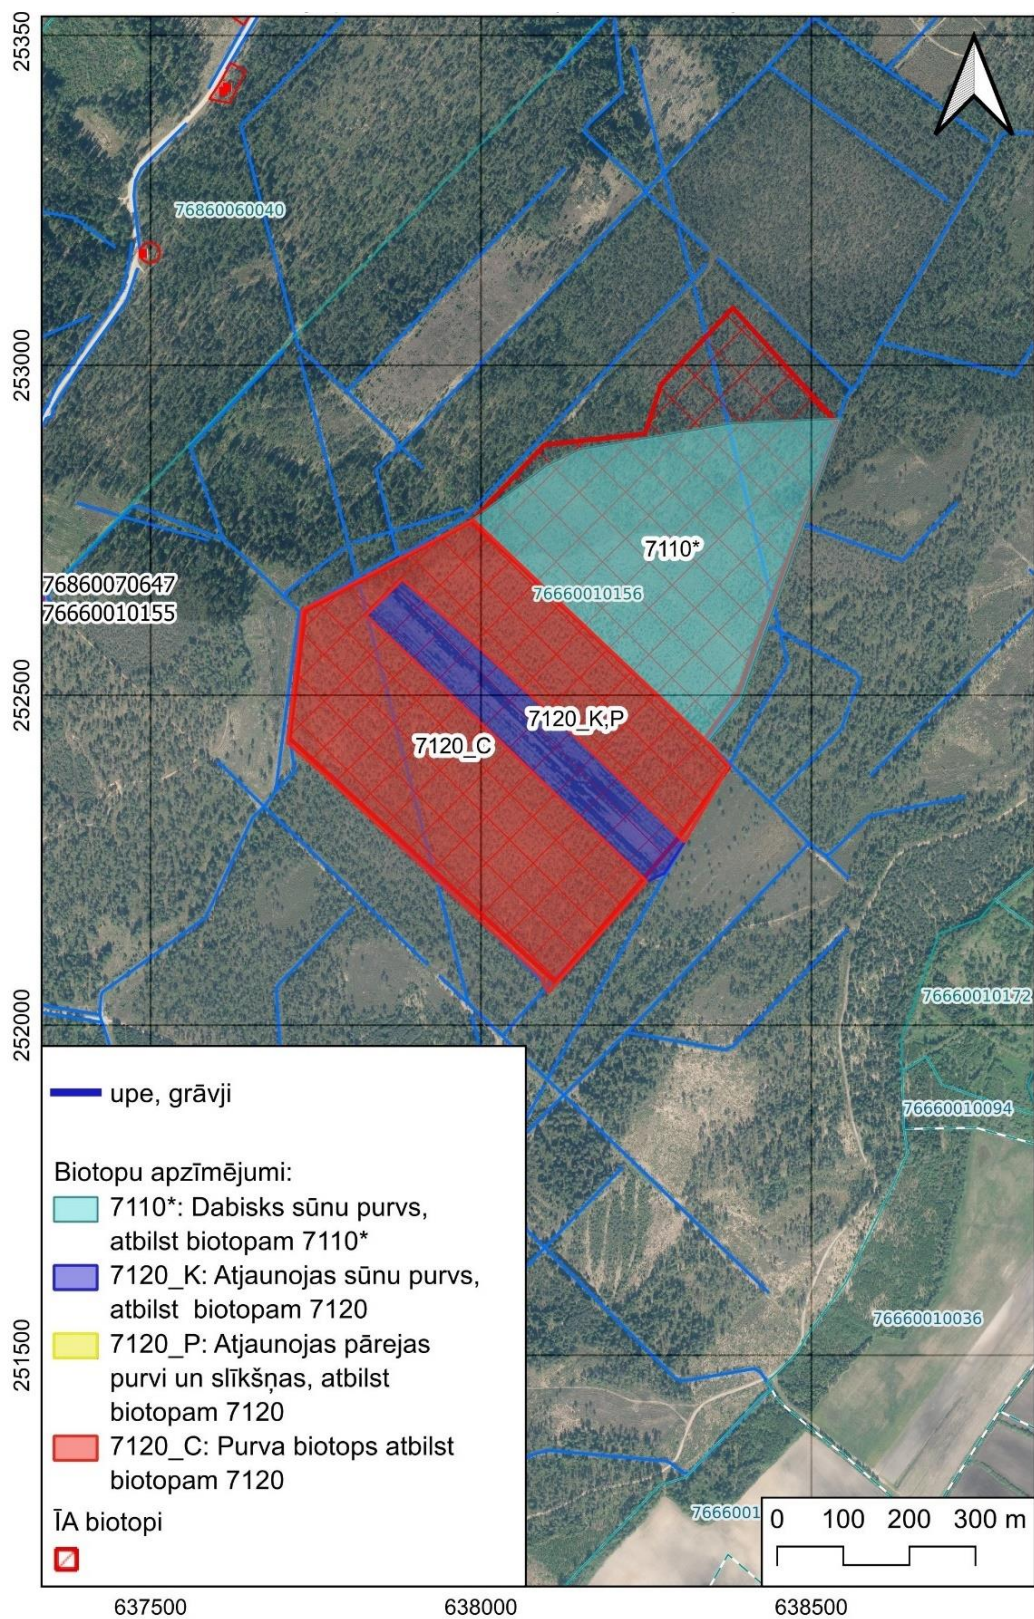 25350
76860060040
253000
7110*
76860070647
76660010155
76660010156
252500
7120_K,P
7120_C
76660010172
252000
76660010094
upe, grāvji
Biotopu apzīmējumi:
7110*: Dabisks sūnu purvs,
atbilst biotopam 7110*
7120_K: Atjaunojas sūnu purvs,
atbilst biotopam 7120
7120_P: Atjaunojas pārejas
purvi un slīkšņas, atbilst
biotopam 7120
7120_C: Purva biotops atbilst
biotopam 7120
ĪA biotopi
76660010036
251500
7666001
0 100 200 300 m
637500 638000 638500